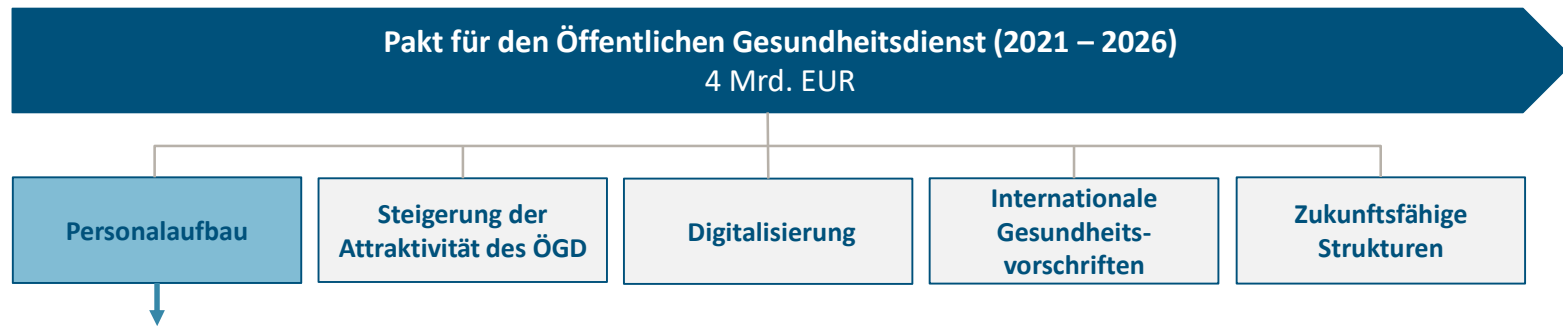 Pakt für den Öffentlichen Gesundheitsdienst (2021 – 2026)
4 Mrd. EUR
Personalaufbau
Steigerung der
Attraktivität des ÖGD
Digitalisierung
Internationale
Gesundheits-
vorschriften
Zukunftsfähige
Strukturen